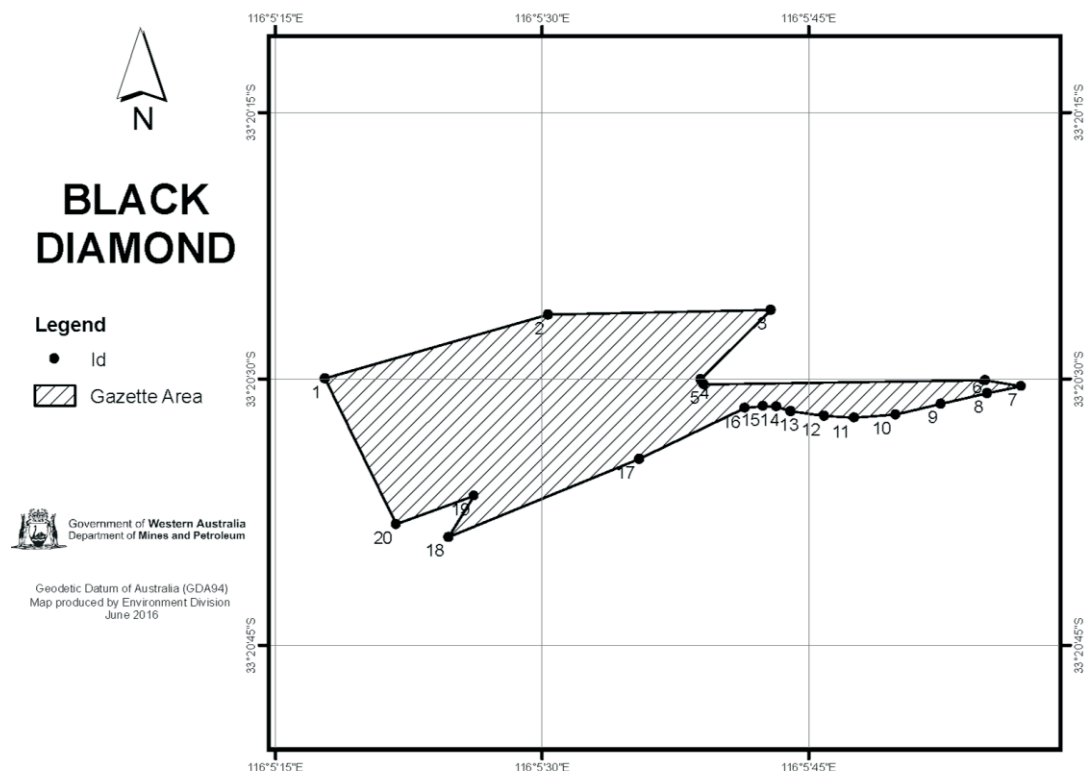 116°5'15"E
116°5'30"E
116°5'45"E
N
BLACK
DIAMOND
Legend
Id
Gazette Area
Government of Western Australia
Department of Mines and Petroleum
Geodetic Datum of Australia (GDA94)
Map produced by Environment Division
June 2016
33°20'15"S
33°20'30"S
33°20'45"S
1
2
3
4
5
6
7
8
9
10
11
12
13
14
15
16
17
18
19
20
33°20'15"S
33°20'30"S
33°20'45"S
116°5'15"E
116°5'30"E
116°5'45"E